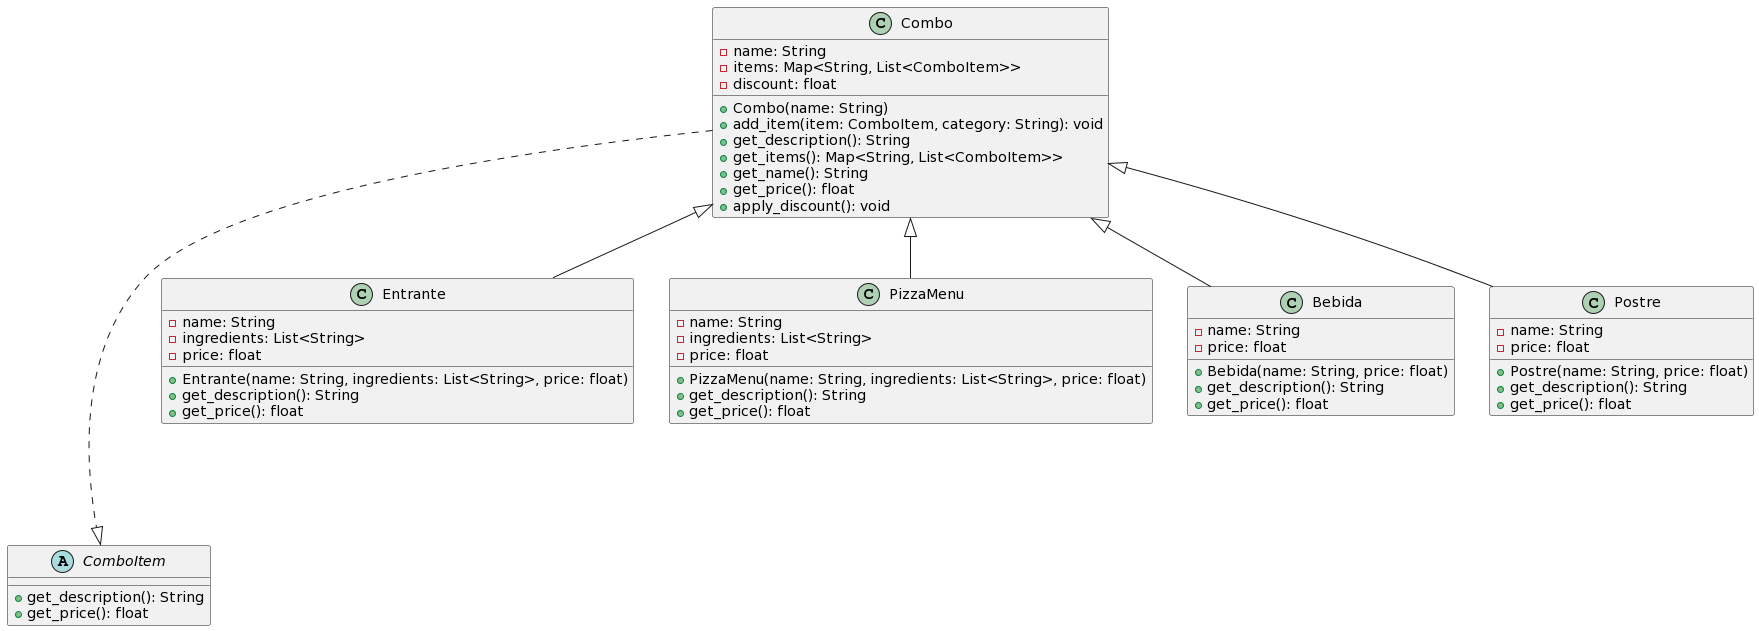 C Combo
name: String
items: Map<String, List<ComboItem>>
discount: float
Combo(name: String)
add_item(item: ComboItem, category: String): void
get_description(): String
get_items(): Map<String, List<ComboItem>>
get_name(): String
get_price(): float
apply_discount(): void
C Entrante
name: String
ingredients: List<String>
price: float
Entrante(name: String, ingredients: List<String>, price: float)
get_description(): String
get_price(): float
C PizzaMenu
name: String
ingredients: List<String>
price: float
PizzaMenu(name: String, ingredients: List<String>, price: float)
get_description(): String
get_price(): float
C Bebida
name: String
price: float
Bebida(name: String, price: float)
get_description(): String
get_price(): float
C Postre
name: String
price: float
Postre(name: String, price: float)
get_description(): String
get_price(): float
A ComboItem
get_description(): String
get_price(): float